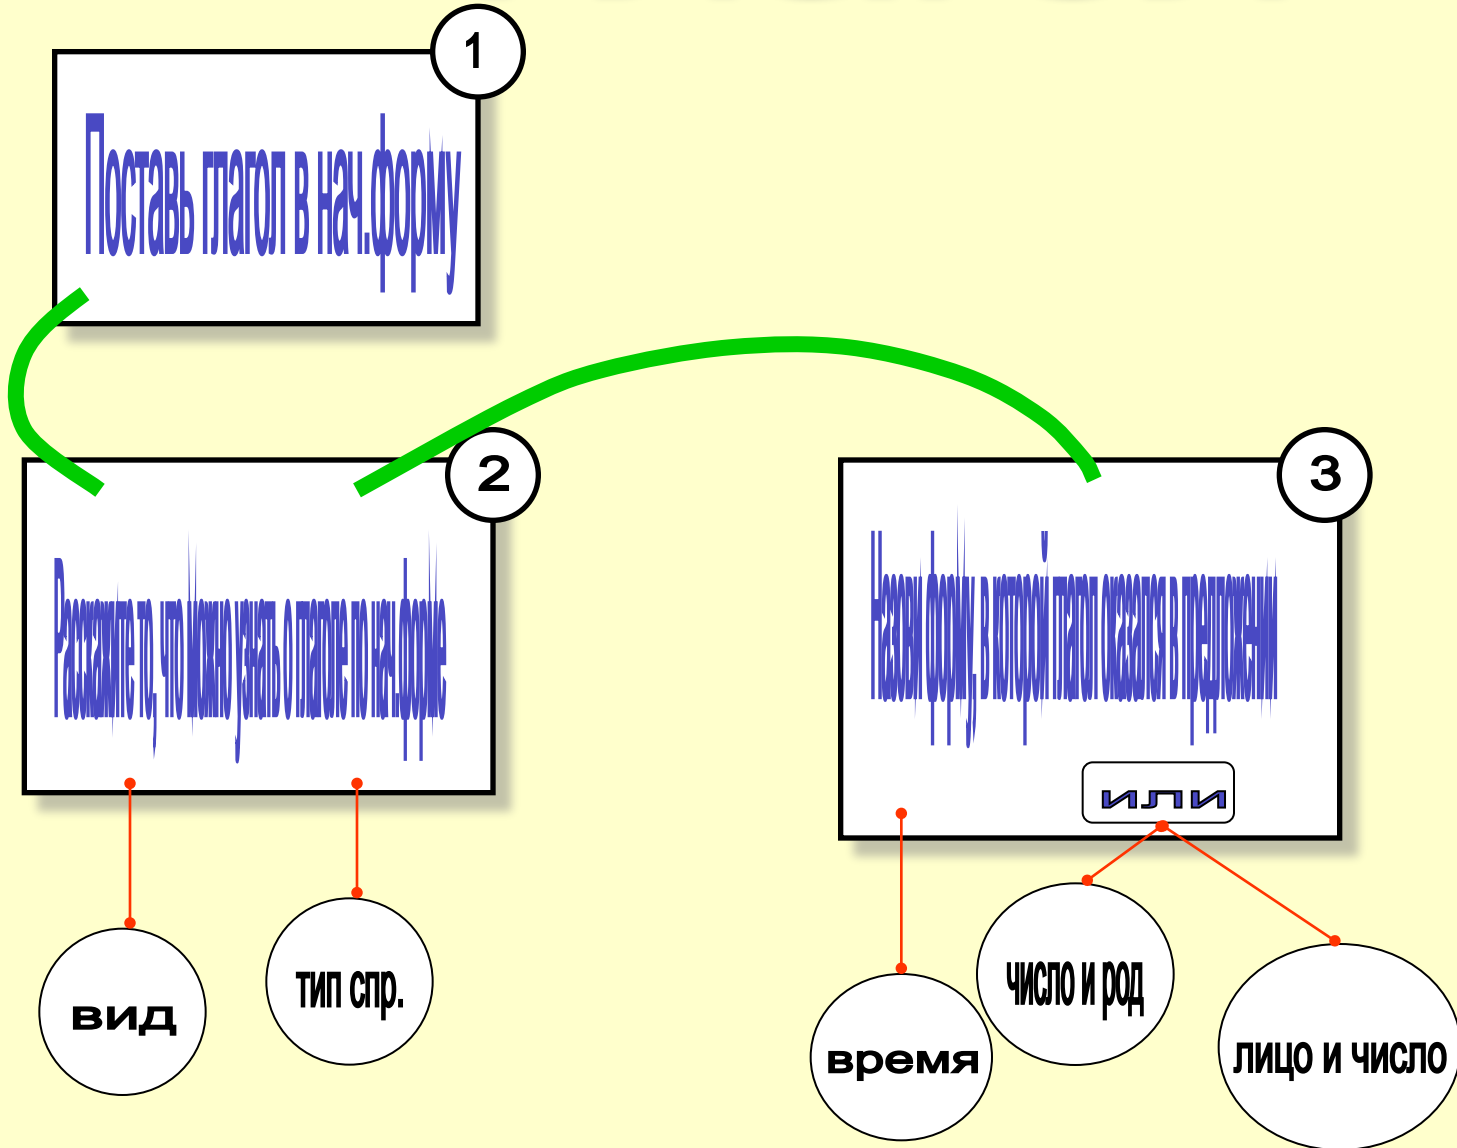 1
Поставь глагол в нач.форму
2
Расскажите то, что можно узнать о глаголе по нач.форме
вид
тип спр.
3
Назови форму, в которой глагол оказался в предложении
или
время
число и род
лицо и число